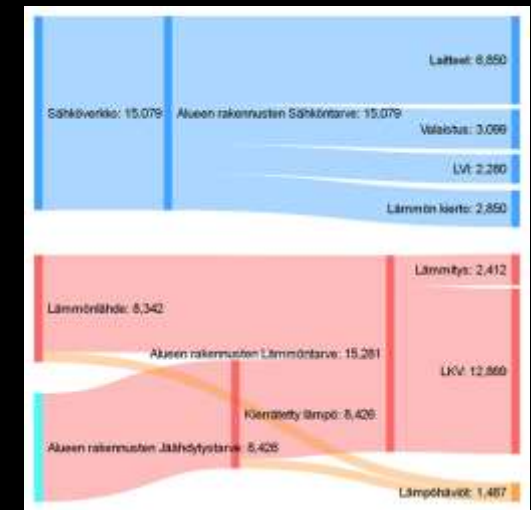 Laitteet: 6,850
Sähköverkko: 15,079
Alueen rakennusten Sähköntarve: 15,079
Valaistus: 3,099
LVI: 2,280
Lämmön kierto: 2,850
Lämmitys: 2,412
Lämmönlähde: 8,342
Alueen rakennusten Lämmöntarve: 15,281
LKV: 12,869
Kierrätetty lämpö: 8,426
Alueen rakennusten Jäähdytystarve: 8,426
Lämpöhäviöt: 1,487